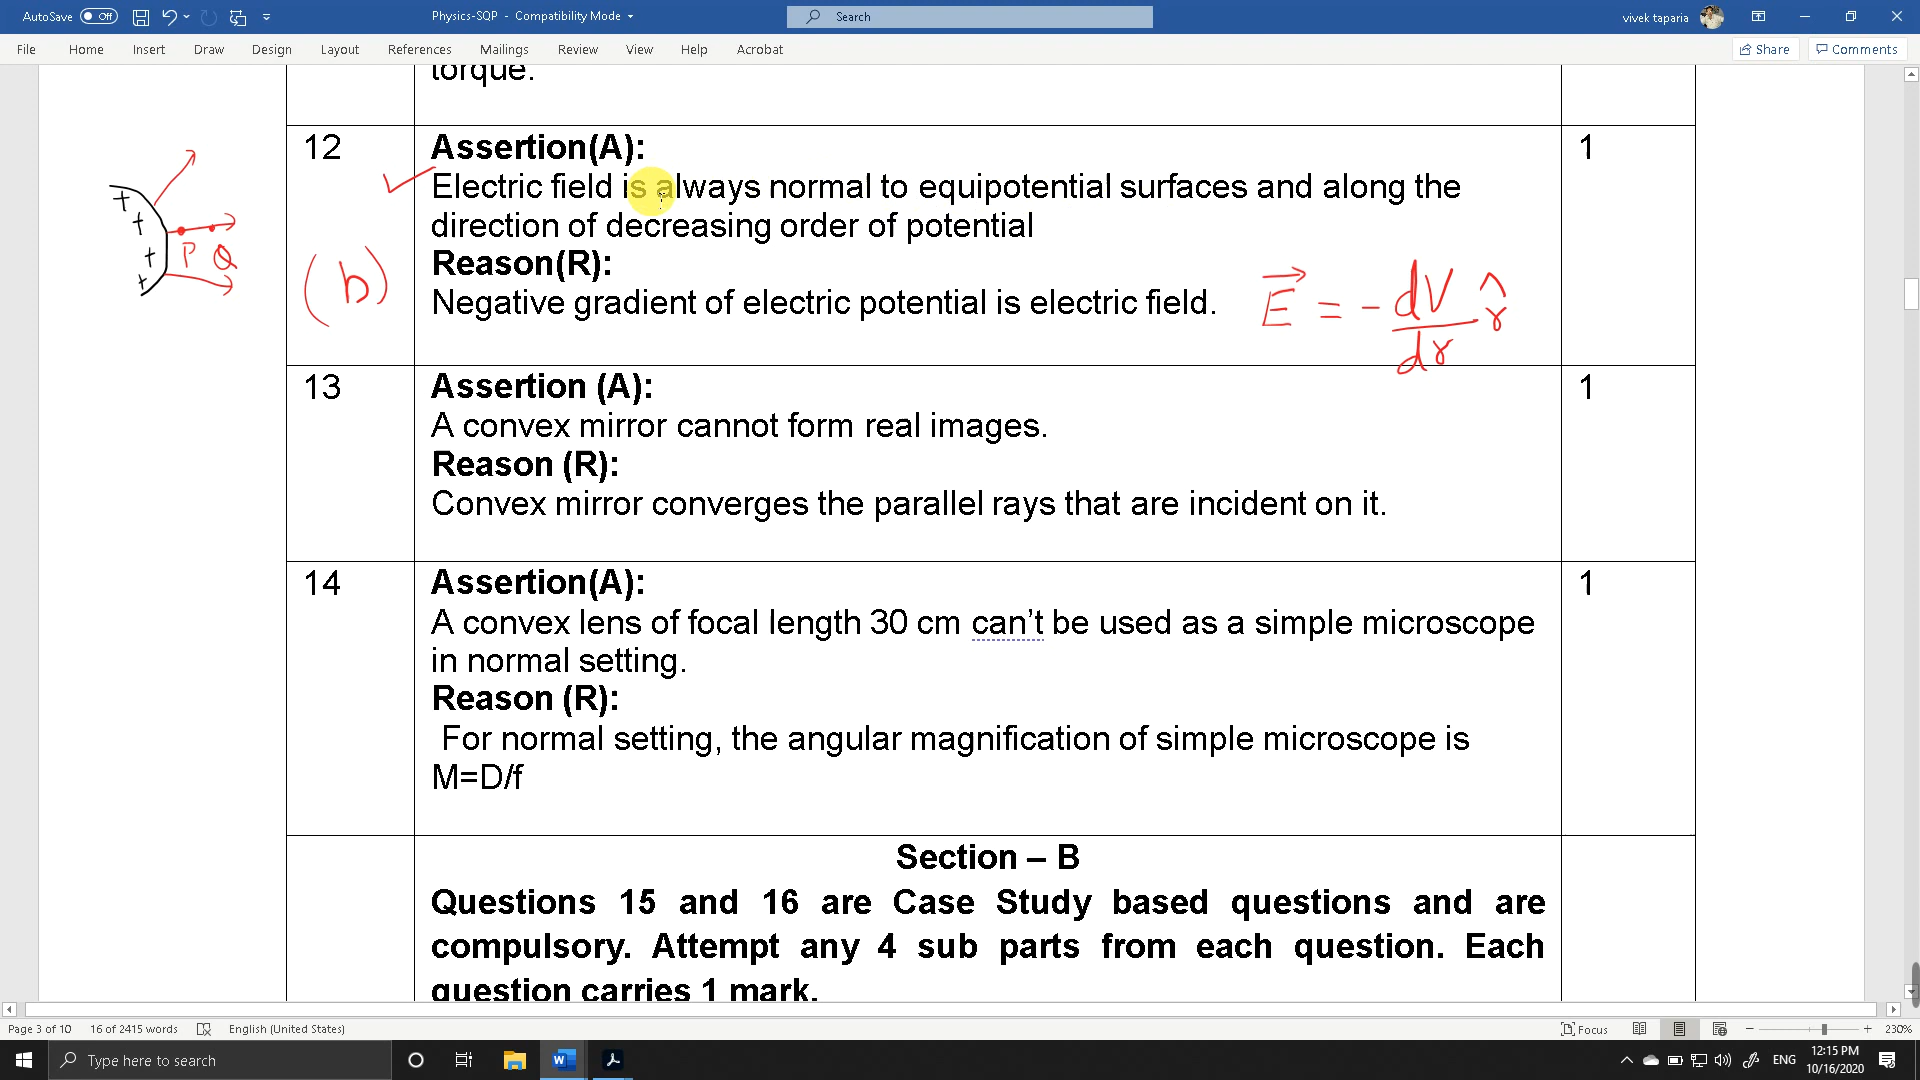 AutoSave Off
Physics-SQP - Compatibility Mode
Search
vivek taparia
File Home Insert Draw Design Layout References Mailings Review View Help Acrobat
Share Comments
torque.
12
Assertion(A):
1
Electric field is always normal to equipotential surfaces and along the
direction of decreasing order of potential
Reason(R):
Negative gradient of electric potential is electric field.
+ + + +
P Q
(b)
E = - dV/dr r̂
13
Assertion (A):
1
A convex mirror cannot form real images.
Reason (R):
Convex mirror converges the parallel rays that are incident on it.
14
Assertion(A):
1
A convex lens of focal length 30 cm can’t be used as a simple microscope
in normal setting.
Reason (R):
For normal setting, the angular magnification of simple microscope is
M=D/f
Section – B
Questions 15 and 16 are Case Study based questions and are
compulsory. Attempt any 4 sub parts from each question. Each
question carries 1 mark.
Page 3 of 10 16 of 2415 words English (United States)
Focus
230%
Type here to search
ENG
12:15 PM
10/16/2020